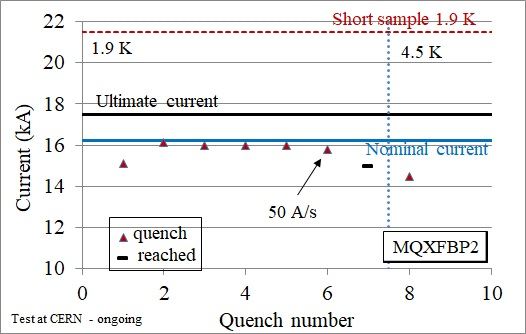 Short sample 1.9 K
1.9 K
4.5 K
Ultimate current
Nominal current
50 A/s
quench
reached
MQXFBP2
Current (kA)
22
20
18
16
14
12
10
0
2
4
6
8
10
Quench number
Test at CERN - ongoing